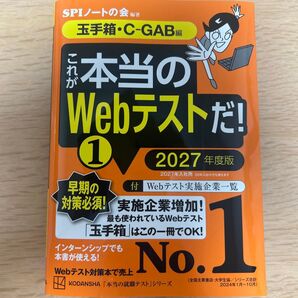 SPIノートの会 編著
玉手箱・C-GAB編
これが
本当の
Webテストだ!
1
2027年度版
早期の
対策必須!
付 Webテスト実施企業一覧
実施企業増加!
最も使われているWebテスト
「玉手箱」はこの一冊でOK!
インターンシップでも
本書が使える!
Webテスト対策本で売上
No.1
KODANSHA 「本当の就職テスト」シリーズ